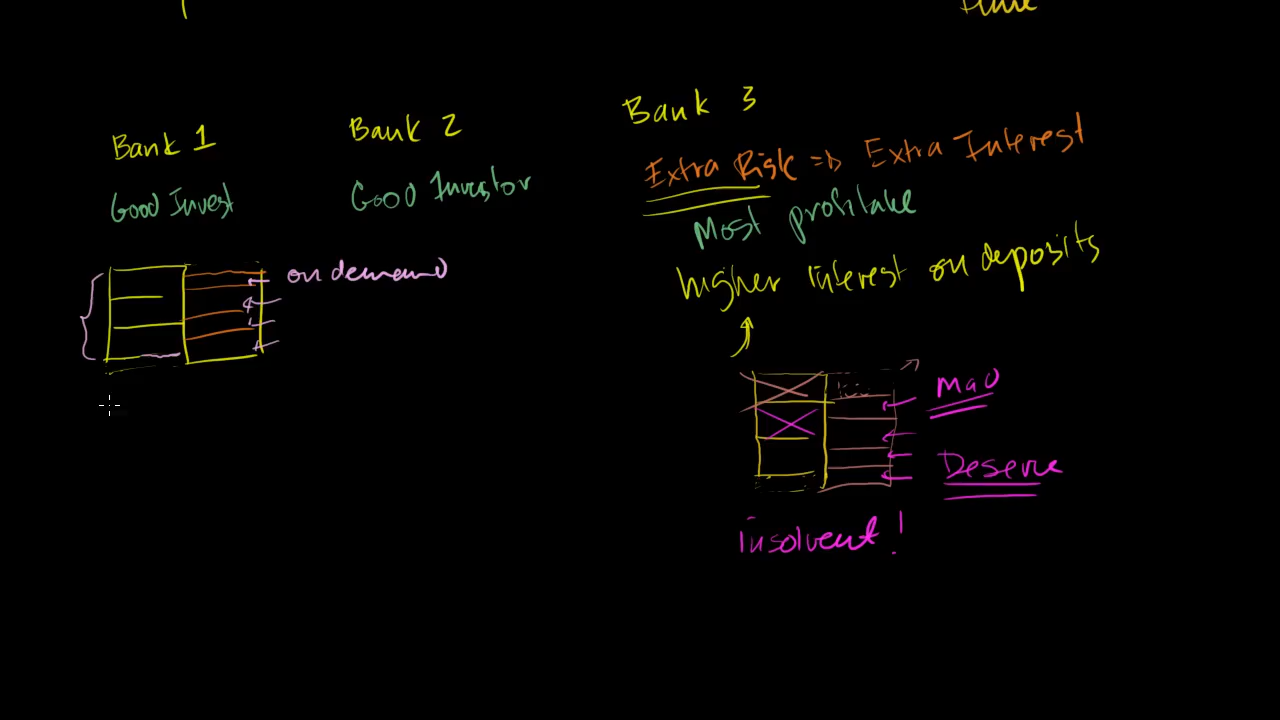 Bank 1
Good Invest
on demand
Bank 2
Good Investor
Bank 3
Extra Risk => Extra Interest
Most profitable
higher interest on deposits
Mad
Deserve
insolvent!